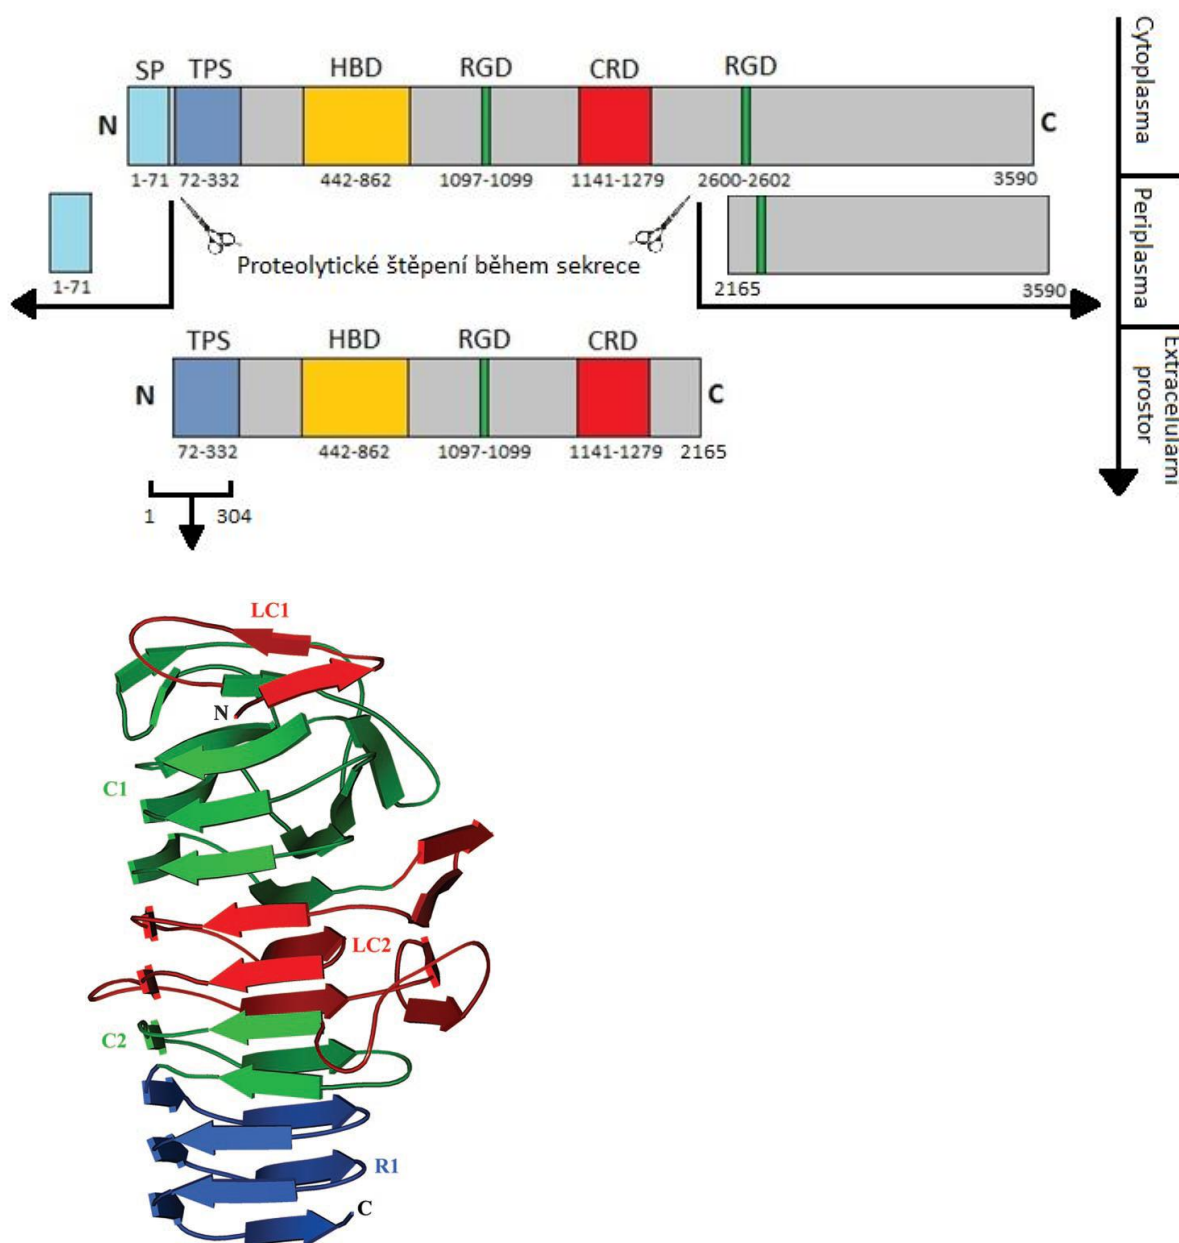 SP TPS HBD RGD CRD RGD
N C
1-71 72-332 442-862 1097-1099 1141-1279 2600-2602 3590
Proteolytické štěpení během sekrece
1-71
2165 3590
TPS HBD RGD CRD
N C
72-332 442-862 1097-1099 1141-1279 2165
1 304
Cytoplasma
Periplasma
Extracelulární
prostor
LC1
N
C1
LC2
C2
R1
C